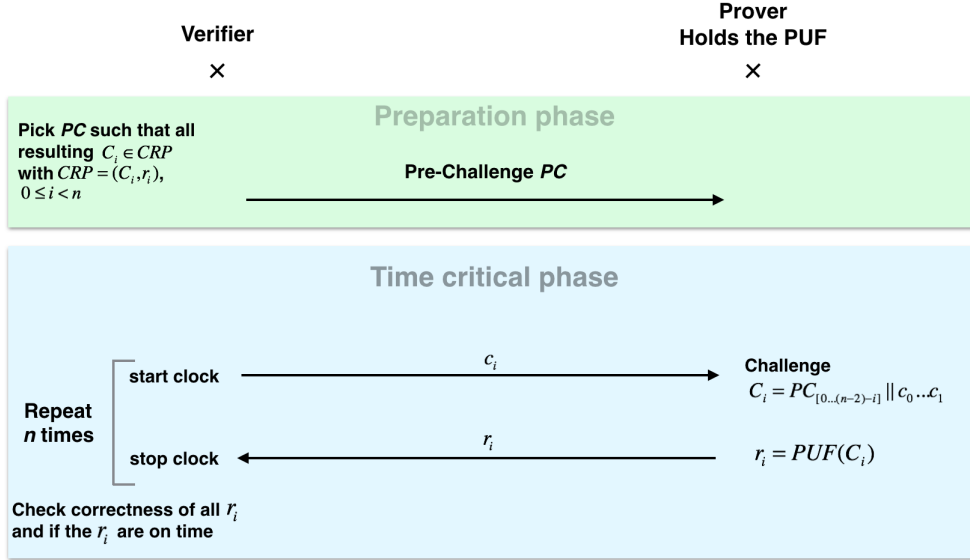 Verifier
Prover
Holds the PUF
×
×
Preparation phase
Pick PC such that all
resulting C_i ∈ CRP
with CRP = (C_i, r_i),
0 ≤ i < n
Pre-Challenge PC
Time critical phase
Repeat
n times
start clock
c_i
Challenge
C_i = PC_[0...(n−2)−i] || c_0...c_1
stop clock
r_i
r_i = PUF(C_i)
Check correctness of all r_i
and if the r_i are on time